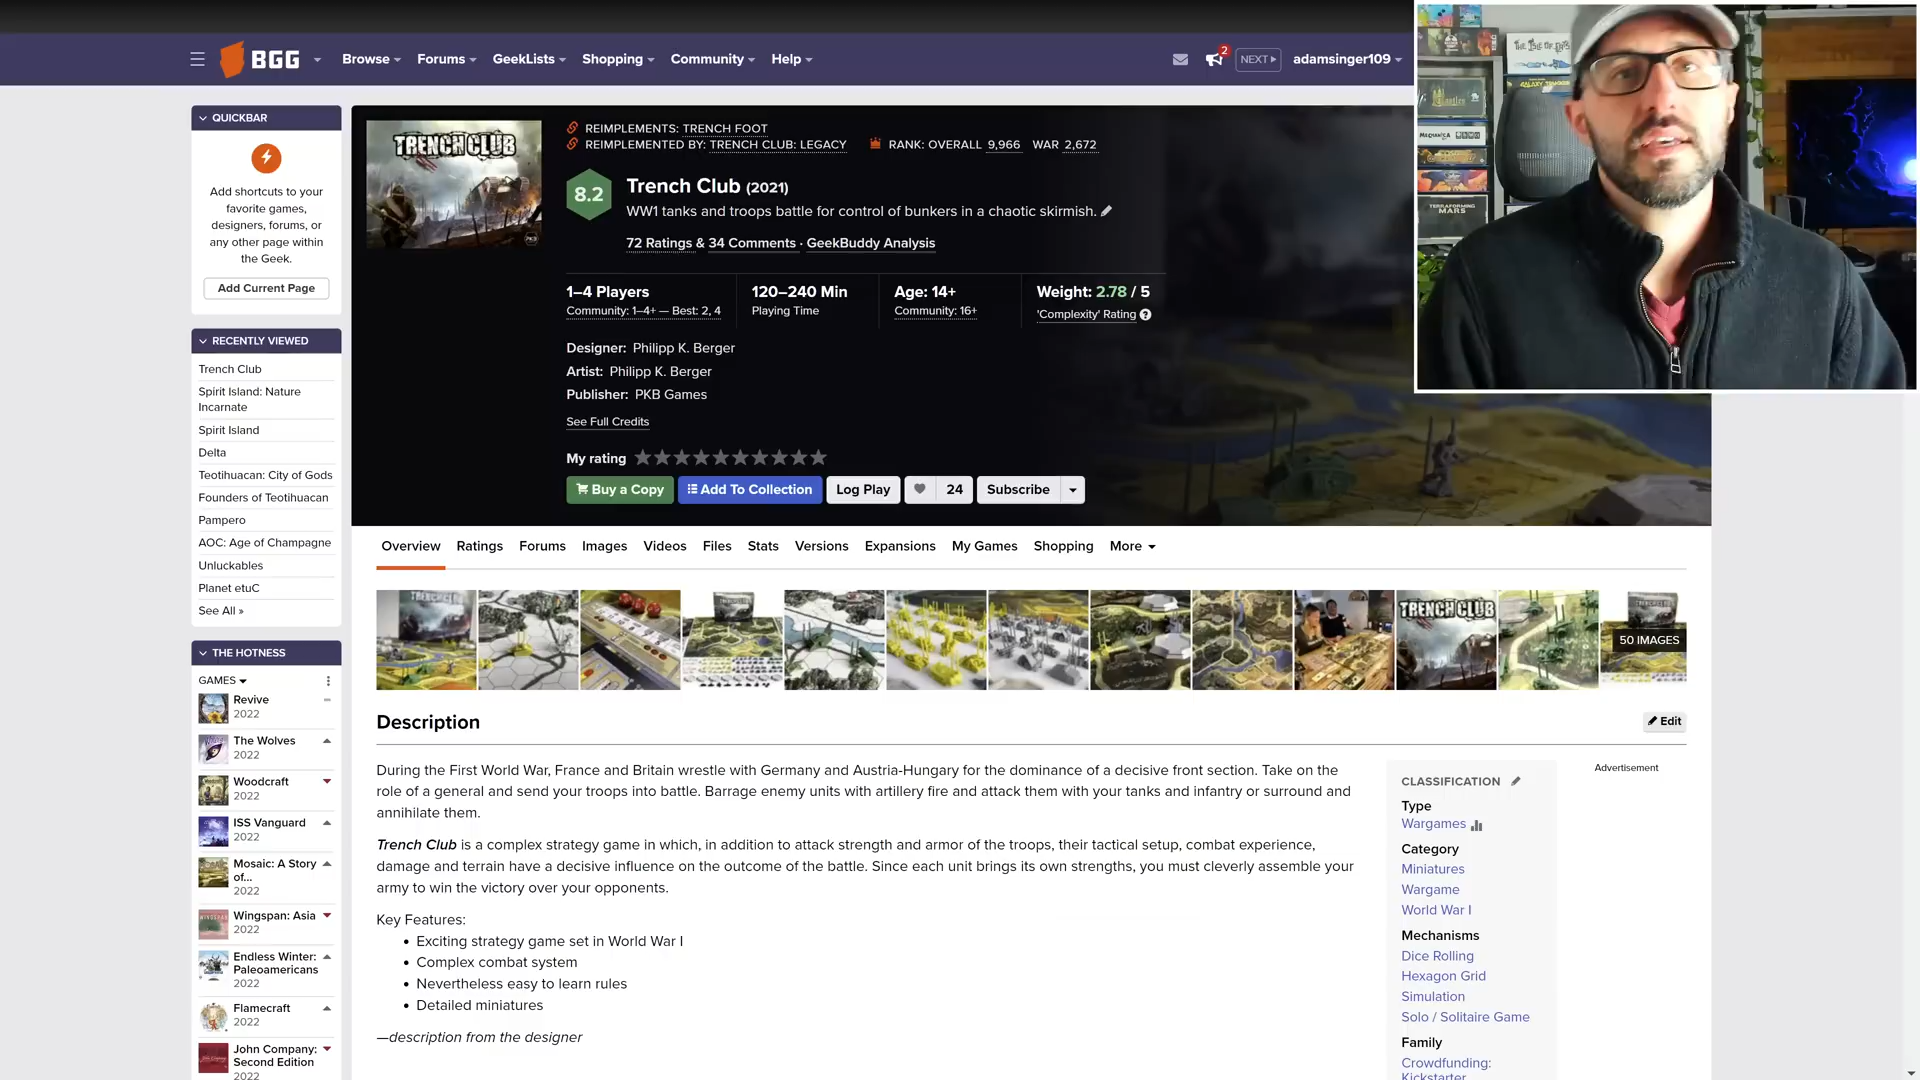 BGG
Browse
Forums
GeekLists
Shopping
Community
Help
2
NEXT
adamsinger109
QUICKBAR
Add shortcuts to your
favorite games,
designers, forums, or
any other page within
the Geek.
Add Current Page
RECENTLY VIEWED
Trench Club
Spirit Island: Nature
Incarnate
Spirit Island
Delta
Teotihuacan: City of Gods
Founders of Teotihuacan
Pampero
AOC: Age of Champagne
Unluckables
Planet etuC
See All »
THE HOTNESS
GAMES
Revive
2022
The Wolves
2022
Woodcraft
2022
ISS Vanguard
2022
Mosaic: A Story
of...
2022
Wingspan: Asia
2022
Endless Winter:
Paleoamericans
2022
Flamecraft
2022
John Company:
Second Edition
2022
TRENCH CLUB
REIMPLEMENTS: TRENCH FOOT
REIMPLEMENTED BY: TRENCH CLUB: LEGACY
RANK: OVERALL 9,966 WAR 2,672
8.2
Trench Club (2021)
WW1 tanks and troops battle for control of bunkers in a chaotic skirmish.
72 Ratings & 34 Comments · GeekBuddy Analysis
1–4 Players
Community: 1–4+ — Best: 2, 4
120–240 Min
Playing Time
Age: 14+
Community: 16+
Weight: 2.78 / 5
'Complexity' Rating
Designer: Philipp K. Berger
Artist: Philipp K. Berger
Publisher: PKB Games
See Full Credits
My rating
Buy a Copy
Add To Collection
Log Play
24
Subscribe
Overview
Ratings
Forums
Images
Videos
Files
Stats
Versions
Expansions
My Games
Shopping
More
TRENCH CLUB
50 IMAGES
Description
Edit
During the First World War, France and Britain wrestle with Germany and Austria-Hungary for the dominance of a decisive front section. Take on the
role of a general and send your troops into battle. Barrage enemy units with artillery fire and attack them with your tanks and infantry or surround and
annihilate them.
Trench Club is a complex strategy game in which, in addition to attack strength and armor of the troops, their tactical setup, combat experience,
damage and terrain have a decisive influence on the outcome of the battle. Since each unit brings its own strengths, you must cleverly assemble your
army to win the victory over your opponents.
Key Features:
• Exciting strategy game set in World War I
• Complex combat system
• Nevertheless easy to learn rules
• Detailed miniatures
—description from the designer
CLASSIFICATION
Type
Wargames
Category
Miniatures
Wargame
World War I
Mechanisms
Dice Rolling
Hexagon Grid
Simulation
Solo / Solitaire Game
Family
Crowdfunding:
Kickstarter
Advertisement
TERRAFORMING
MARS